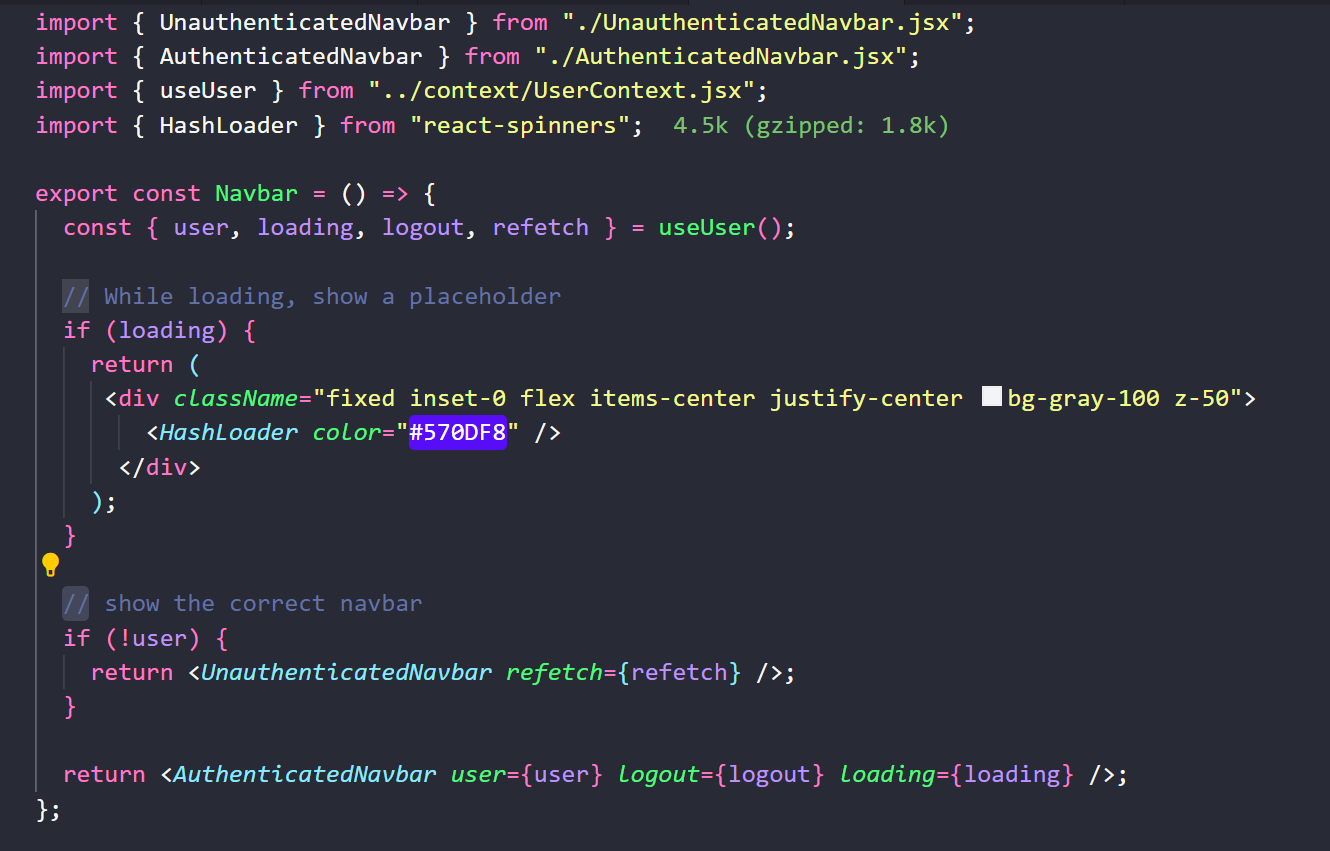 import { UnauthenticatedNavbar } from "./UnauthenticatedNavbar.jsx";
import { AuthenticatedNavbar } from "./AuthenticatedNavbar.jsx";
import { useUser } from "../context/UserContext.jsx";
import { HashLoader } from "react-spinners";  4.5k (gzipped: 1.8k)

export const Navbar = () => {
  const { user, loading, logout, refetch } = useUser();

  // While loading, show a placeholder
  if (loading) {
    return (
     <div className="fixed inset-0 flex items-center justify-center bg-gray-100 z-50">
        <HashLoader color="#570DF8" />
      </div>
    );
  }

  // show the correct navbar
  if (!user) {
    return <UnauthenticatedNavbar refetch={refetch} />;
  }

  return <AuthenticatedNavbar user={user} logout={logout} loading={loading} />;
};